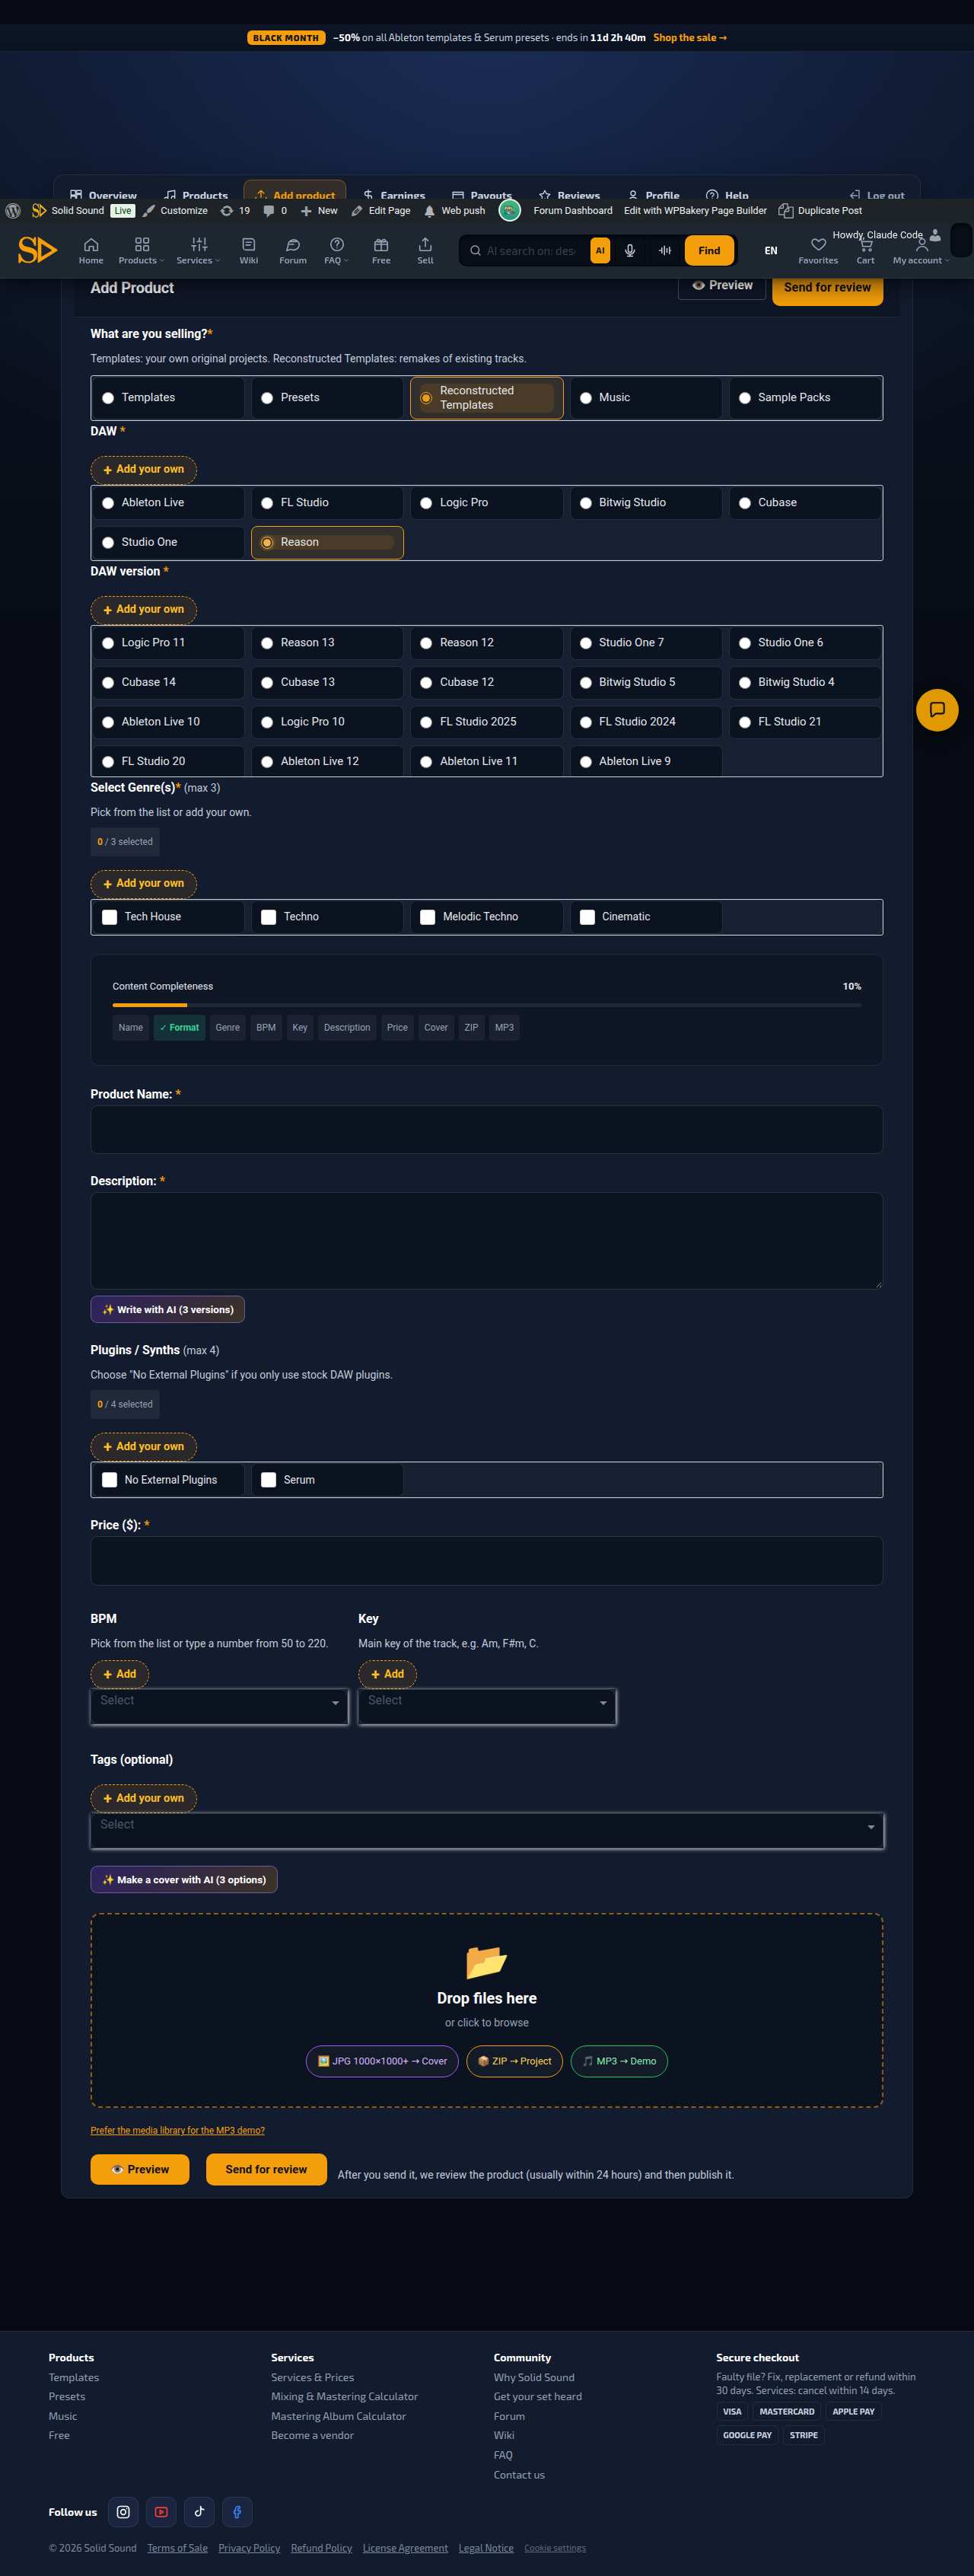 BLACK MONTH −50% on all Ableton templates & Serum presets · ends in 11d 2h 40m Shop the sale →
Overview Products Add product Earnings Payouts Reviews Profile Help Log out
Solid Sound Live Customize 19 0 New Edit Page Web push Forum Dashboard Edit with WPBakery Page Builder Duplicate Post
Howdy, Claude Code
Home Products Services Wiki Forum FAQ Free Sell AI search on: des AI Find EN Favorites Cart My account
Add Product Preview Send for review
What are you selling?*
Templates: your own original projects. Reconstructed Templates: remakes of existing tracks.
Templates Presets Reconstructed Templates Music Sample Packs
DAW *
+ Add your own
Ableton Live FL Studio Logic Pro Bitwig Studio Cubase
Studio One Reason
DAW version *
+ Add your own
Logic Pro 11 Reason 13 Reason 12 Studio One 7 Studio One 6
Cubase 14 Cubase 13 Cubase 12 Bitwig Studio 5 Bitwig Studio 4
Ableton Live 10 Logic Pro 10 FL Studio 2025 FL Studio 2024 FL Studio 21
FL Studio 20 Ableton Live 12 Ableton Live 11 Ableton Live 9
Select Genre(s)* (max 3)
Pick from the list or add your own.
0 / 3 selected
+ Add your own
Tech House Techno Melodic Techno Cinematic
Content Completeness 10%
Name ✓ Format Genre BPM Key Description Price Cover ZIP MP3
Product Name: *
Description: *
✨ Write with AI (3 versions)
Plugins / Synths (max 4)
Choose "No External Plugins" if you only use stock DAW plugins.
0 / 4 selected
+ Add your own
No External Plugins Serum
Price ($): *
BPM Key
Pick from the list or type a number from 50 to 220. Main key of the track, e.g. Am, F#m, C.
+ Add + Add
Select Select
Tags (optional)
+ Add your own
Select
✨ Make a cover with AI (3 options)
Drop files here
or click to browse
JPG 1000×1000+ → Cover ZIP → Project MP3 → Demo
Prefer the media library for the MP3 demo?
Preview Send for review After you send it, we review the product (usually within 24 hours) and then publish it.
Products Services Community Secure checkout
Templates Services & Prices Why Solid Sound Faulty file? Fix, replacement or refund within
Presets Mixing & Mastering Calculator Get your set heard 30 days. Services: cancel within 14 days.
Music Mastering Album Calculator Forum VISA MASTERCARD APPLE PAY
Free Become a vendor Wiki GOOGLE PAY STRIPE
FAQ
Contact us
Follow us
© 2026 Solid Sound Terms of Sale Privacy Policy Refund Policy License Agreement Legal Notice Cookie settings